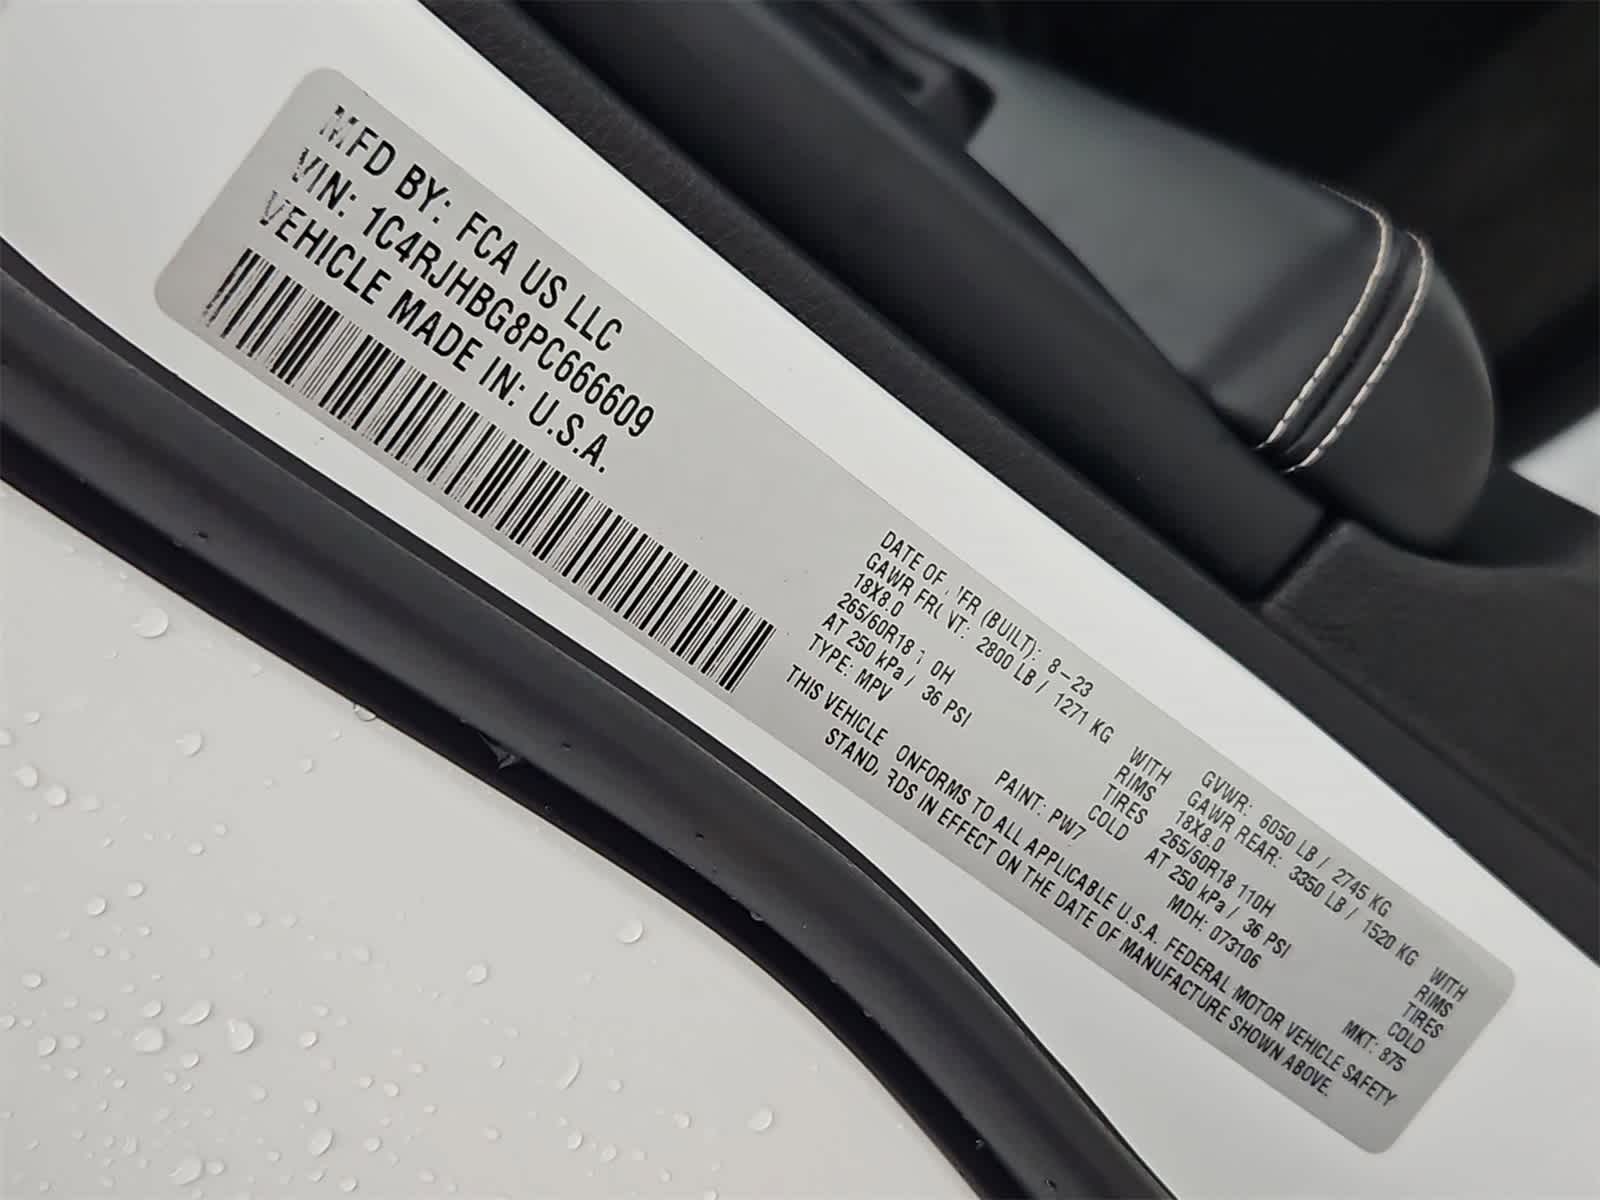 MFD BY: FCA US LLC
VIN: 1C4RJHBG8PC666609
VEHICLE MADE IN: U.S.A.
DATE OF MFR (BUILT): 8-23
GAWR FRONT: 2800 LB / 1271 KG WITH
18X8.0 RIMS
265/60R18 110H TIRES
AT 250 kPa / 36 PSI COLD
TYPE: MPV PAINT: PW7
GVWR: 6050 LB / 2745 KG
GAWR REAR: 3350 LB / 1520 KG WITH
18X8.0 RIMS
265/60R18 110H TIRES
AT 250 kPa / 36 PSI COLD
MDH: 073106 MKT: 875
THIS VEHICLE CONFORMS TO ALL APPLICABLE U.S.A. FEDERAL MOTOR VEHICLE SAFETY
STANDARDS IN EFFECT ON THE DATE OF MANUFACTURE SHOWN ABOVE.